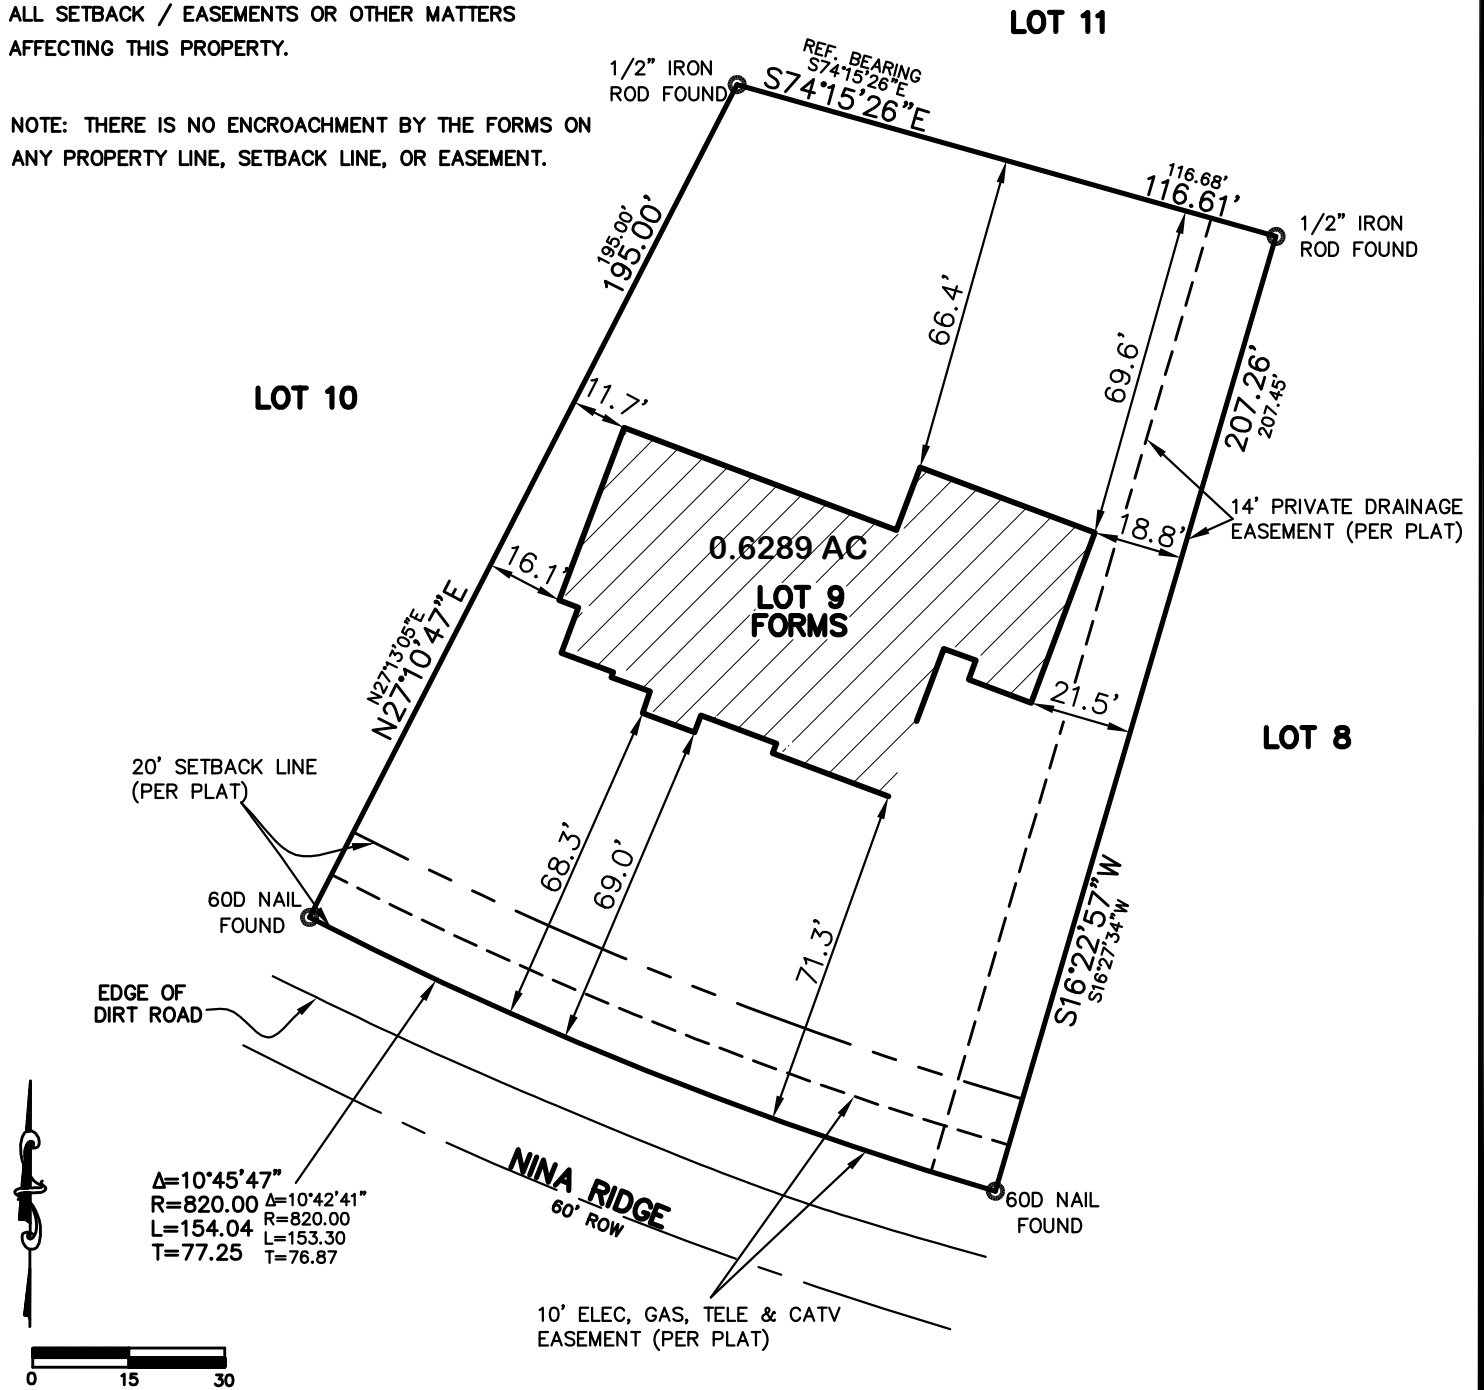 ALL SETBACK / EASEMENTS OR OTHER MATTERS
AFFECTING THIS PROPERTY.
NOTE: THERE IS NO ENCROACHMENT BY THE FORMS ON
ANY PROPERTY LINE, SETBACK LINE, OR EASEMENT.
LOT 11
1/2" IRON
ROD FOUND
REF. BEARING
S74°15'26"E
S74°15'26"E
116.68'
116.61'
1/2" IRON
ROD FOUND
195.00'
195.00'
66.4'
69.6'
207.26'
207.45'
LOT 10
11.7'
14' PRIVATE DRAINAGE
EASEMENT (PER PLAT)
18.8'
0.6289 AC
LOT 9
FORMS
16.1'
N27°13'05"E
N27°10'47"E
21.5'
LOT 8
20' SETBACK LINE
(PER PLAT)
68.3'
69.0'
71.3'
60D NAIL
FOUND
S16°22'57"W
S16°27'34"W
EDGE OF
DIRT ROAD
NINA RIDGE
60' ROW
Δ=10°45'47"
R=820.00
L=154.04
T=77.25
Δ=10°42'41"
R=820.00
L=153.30
T=76.87
60D NAIL
FOUND
10' ELEC, GAS, TELE & CATV
EASEMENT (PER PLAT)
0 15 30